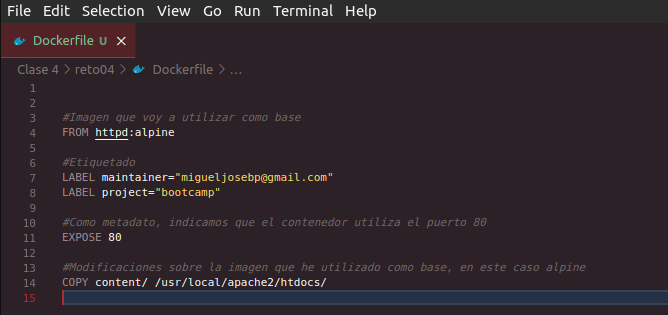 File Edit Selection View Go Run Terminal Help
Dockerfile U ×
Clase 4 > reto04 > Dockerfile > ...
1
2
3 #Imagen que voy a utilizar como base
4 FROM httpd:alpine
5
6 #Etiquetado
7 LABEL maintainer="migueljosebp@gmail.com"
8 LABEL project="bootcamp"
9
10 #Como metadato, indicamos que el contenedor utiliza el puerto 80
11 EXPOSE 80
12
13 #Modificaciones sobre la imagen que he utilizado como base, en este caso alpine
14 COPY content/ /usr/local/apache2/htdocs/
15